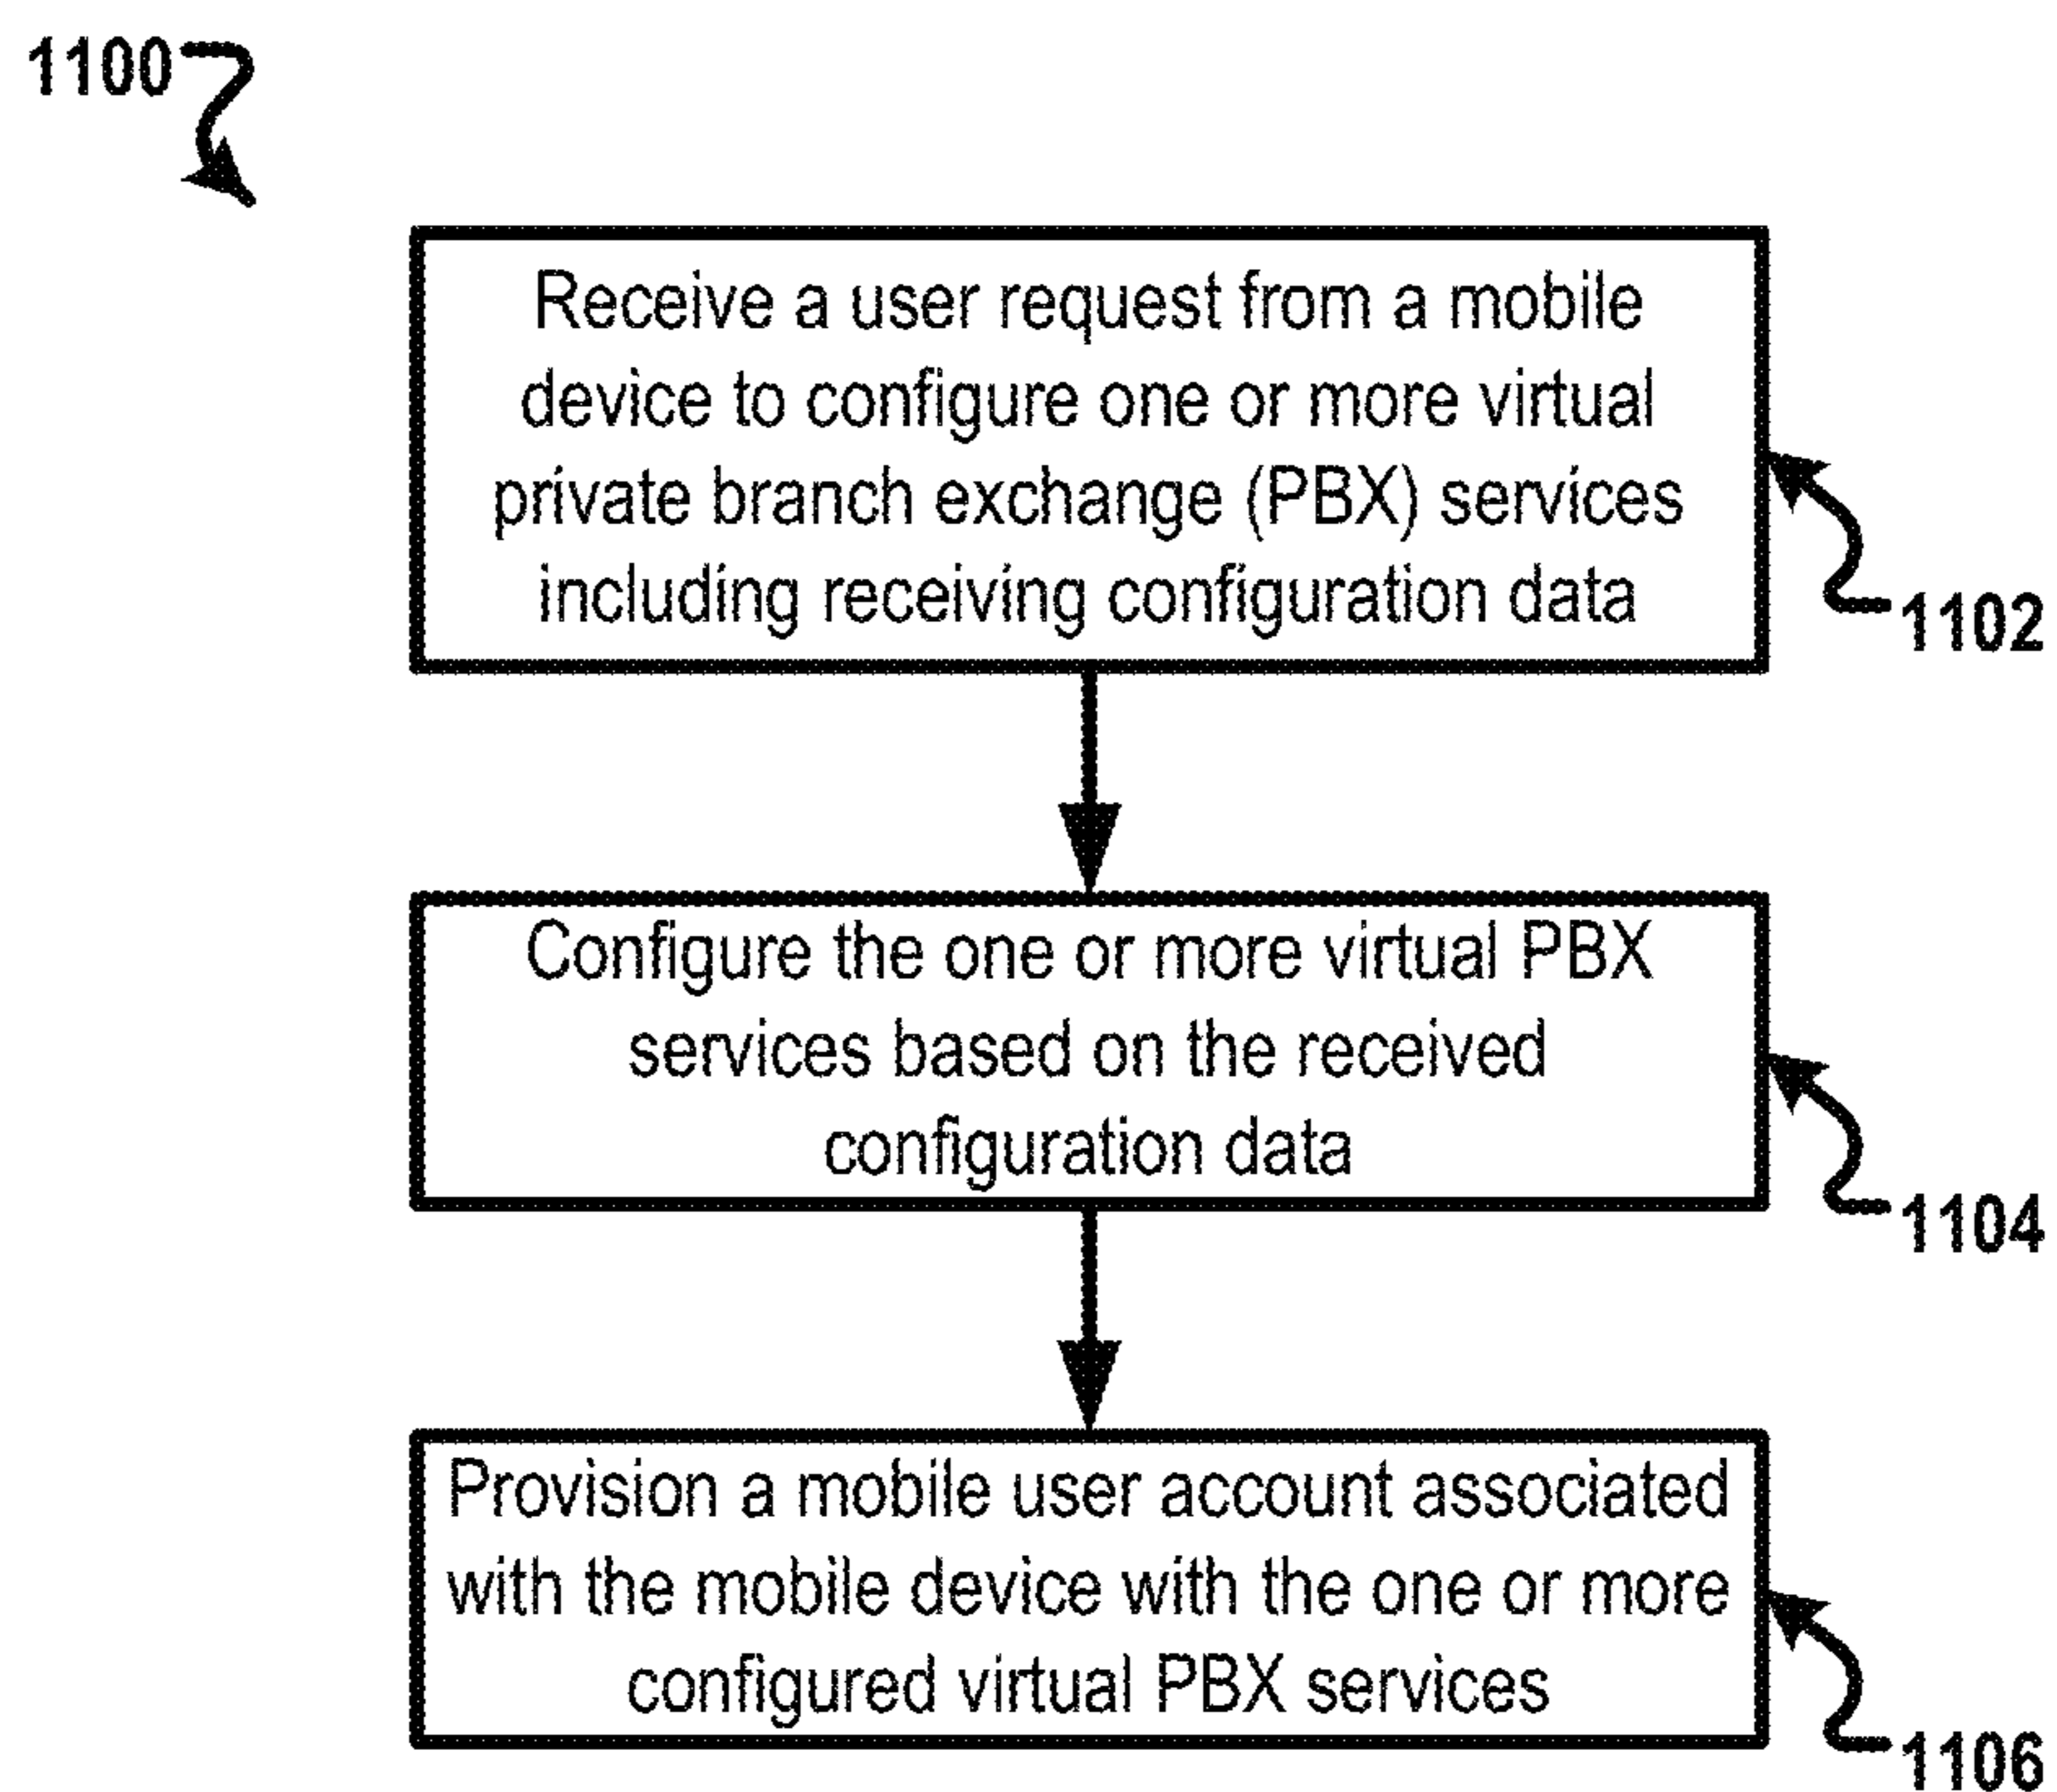 1100
Receive a user request from a mobile
device to configure one or more virtual
private branch exchange (PBX) services
including receiving configuration data
1102
Configure the one or more virtual PBX
services based on the received
configuration data
1104
Provision a mobile user account associated
with the mobile device with the one or more
configured virtual PBX services
1106